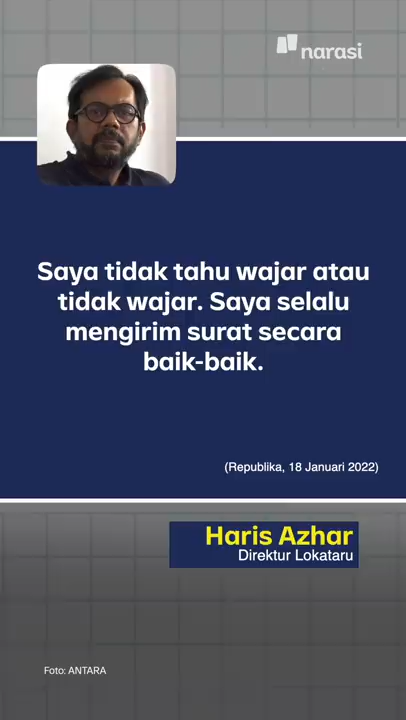 narasi
Saya tidak tahu wajar atau
tidak wajar. Saya selalu
mengirim surat secara
baik-baik.
(Republika, 18 Januari 2022)
Haris Azhar
Direktur Lokataru
Foto: ANTARA